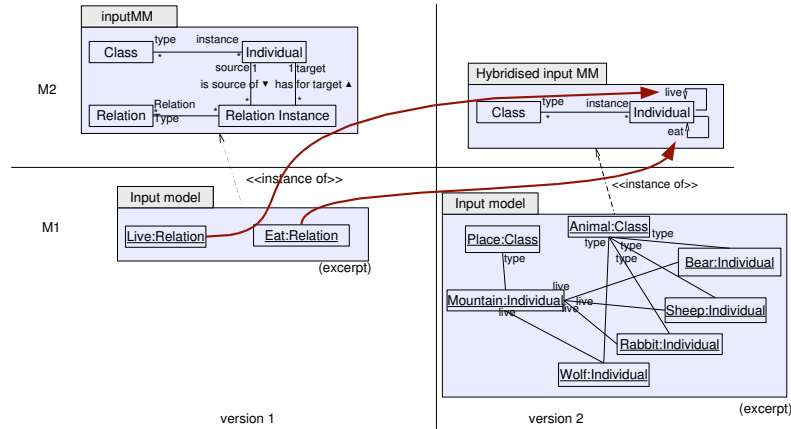 inputMM
type
instance
Class
Individual
*
*
source
1
1
target
is source of ▼
has for target ▲
*
*
Relation
Relation
*
*
Relation Instance
Type
M2
Hybridised input MM
live
type
instance
Class
Individual
*
*
eat
<<instance of>>
<<instance of>>
M1
Input model
Live:Relation
Eat:Relation
(excerpt)
Input model
Animal:Class
Place:Class
type
type
type
type
type
Bear:Individual
live
Mountain:Individual
live
live
live
Sheep:Individual
Rabbit:Individual
Wolf:Individual
(excerpt)
version 1
version 2